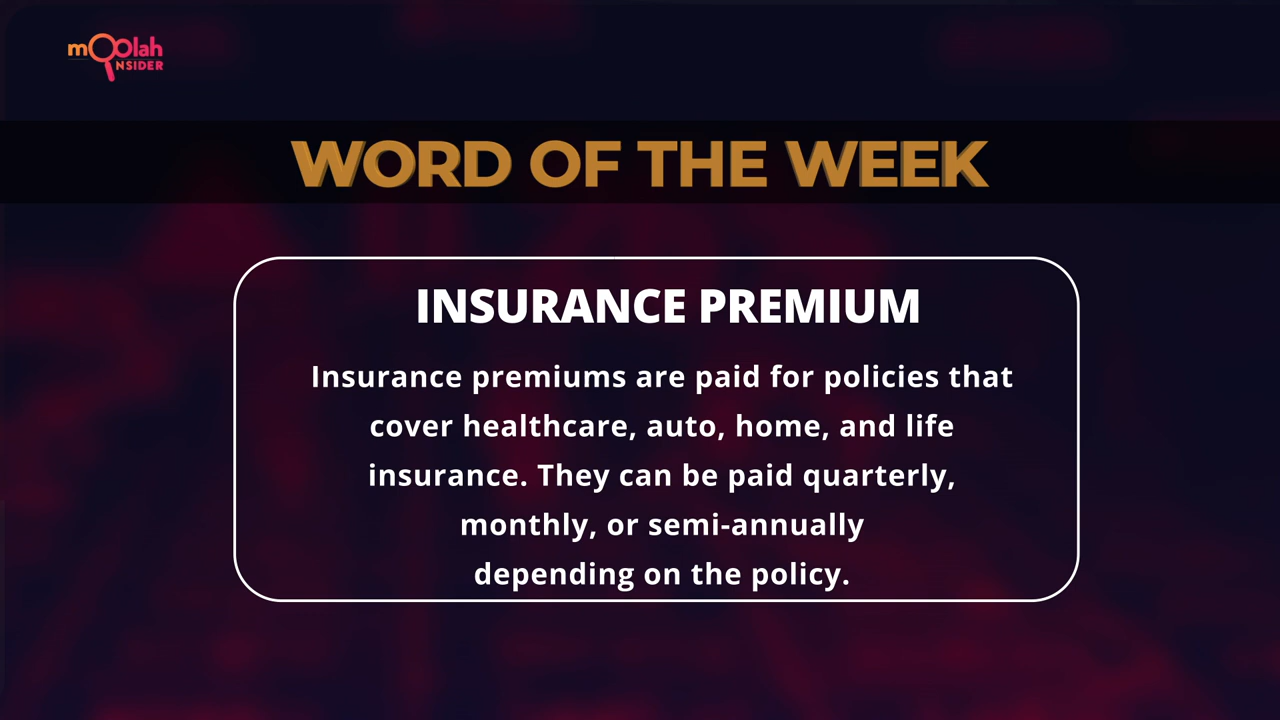 mOolah
INSIDER
WORD OF THE WEEK
INSURANCE PREMIUM
Insurance premiums are paid for policies that
cover healthcare, auto, home, and life
insurance. They can be paid quarterly,
monthly, or semi-annually
depending on the policy.